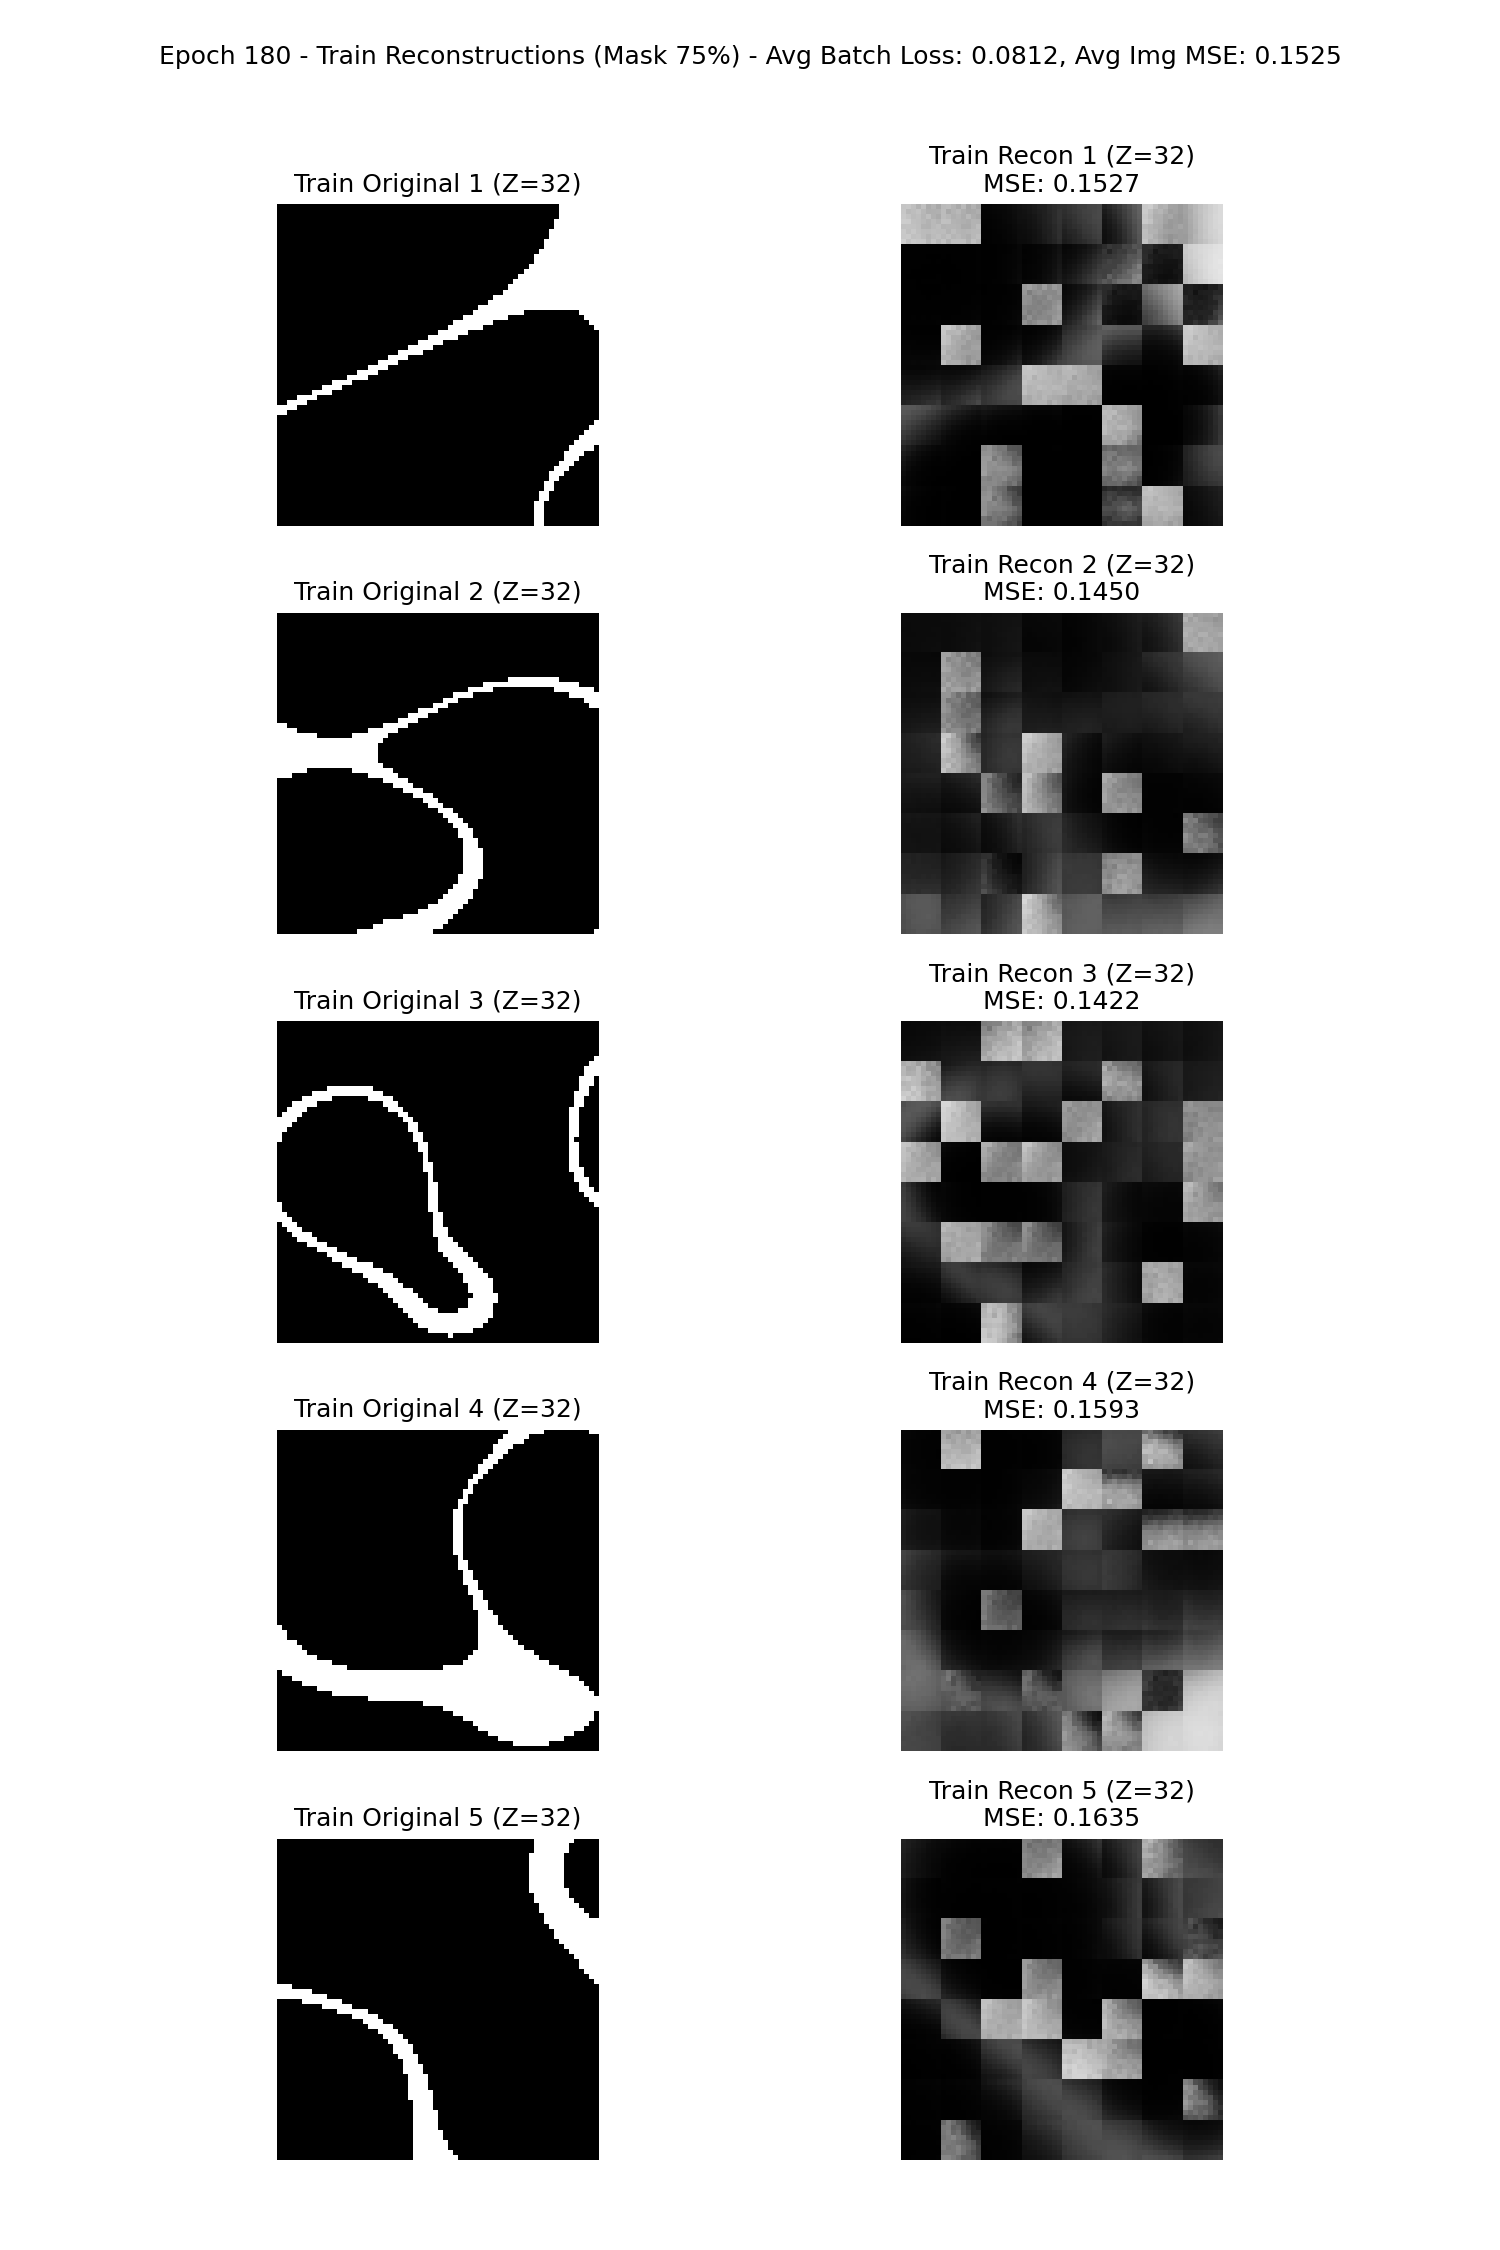 Epoch 180 - Train Reconstructions (Mask 75%) - Avg Batch Loss: 0.0812, Avg Img MSE: 0.1525
Train Original 1 (Z=32)
Train Recon 1 (Z=32)
MSE: 0.1527
Train Original 2 (Z=32)
Train Recon 2 (Z=32)
MSE: 0.1450
Train Original 3 (Z=32)
Train Recon 3 (Z=32)
MSE: 0.1422
Train Original 4 (Z=32)
Train Recon 4 (Z=32)
MSE: 0.1593
Train Original 5 (Z=32)
Train Recon 5 (Z=32)
MSE: 0.1635